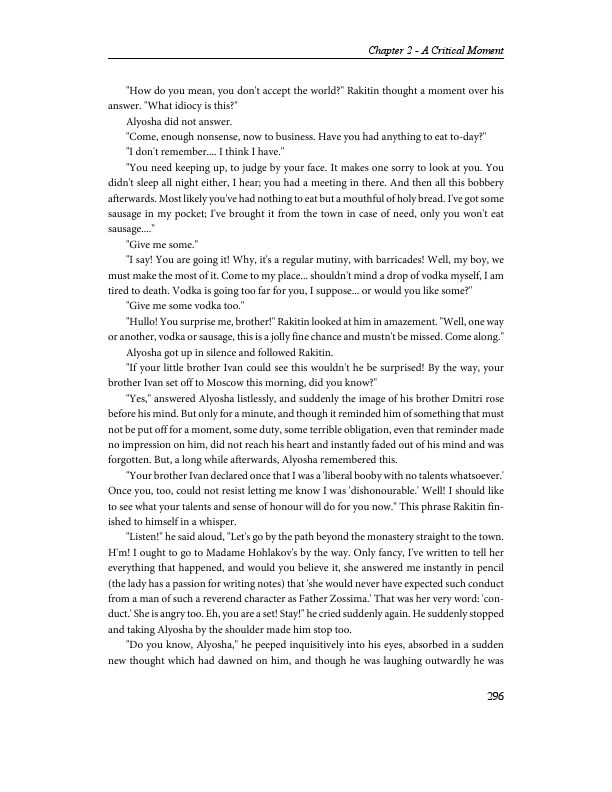 Chapter 2 - A Critical Moment
"How do you mean, you don't accept the world?" Rakitin thought a moment over his
answer. "What idiocy is this?"
Alyosha did not answer.
"Come, enough nonsense, now to business. Have you had anything to eat to-day?"
"I don't remember.... I think I have."
"You need keeping up, to judge by your face. It makes one sorry to look at you. You
didn't sleep all night either, I hear; you had a meeting in there. And then all this bobbery
afterwards. Most likely you've had nothing to eat but a mouthful of holy bread. I've got some
sausage in my pocket; I've brought it from the town in case of need, only you won't eat
sausage...."
"Give me some."
"I say! You are going it! Why, it's a regular mutiny, with barricades! Well, my boy, we
must make the most of it. Come to my place... shouldn't mind a drop of vodka myself, I am
tired to death. Vodka is going too far for you, I suppose... or would you like some?"
"Give me some vodka too."
"Hullo! You surprise me, brother!" Rakitin looked at him in amazement. "Well, one way
or another, vodka or sausage, this is a jolly fine chance and mustn't be missed. Come along."
Alyosha got up in silence and followed Rakitin.
"If your little brother Ivan could see this wouldn't he be surprised! By the way, your
brother Ivan set off to Moscow this morning, did you know?"
"Yes," answered Alyosha listlessly, and suddenly the image of his brother Dmitri rose
before his mind. But only for a minute, and though it reminded him of something that must
not be put off for a moment, some duty, some terrible obligation, even that reminder made
no impression on him, did not reach his heart and instantly faded out of his mind and was
forgotten. But, a long while afterwards, Alyosha remembered this.
"Your brother Ivan declared once that I was a 'liberal booby with no talents whatsoever.'
Once you, too, could not resist letting me know I was 'dishonourable.' Well! I should like
to see what your talents and sense of honour will do for you now." This phrase Rakitin fin-
ished to himself in a whisper.
"Listen!" he said aloud, "Let's go by the path beyond the monastery straight to the town.
H'm! I ought to go to Madame Hohlakov's by the way. Only fancy, I've written to tell her
everything that happened, and would you believe it, she answered me instantly in pencil
(the lady has a passion for writing notes) that 'she would never have expected such conduct
from a man of such a reverend character as Father Zossima.' That was her very word: 'con-
duct.' She is angry too. Eh, you are a set! Stay!" he cried suddenly again. He suddenly stopped
and taking Alyosha by the shoulder made him stop too.
"Do you know, Alyosha," he peeped inquisitively into his eyes, absorbed in a sudden
new thought which had dawned on him, and though he was laughing outwardly he was
296